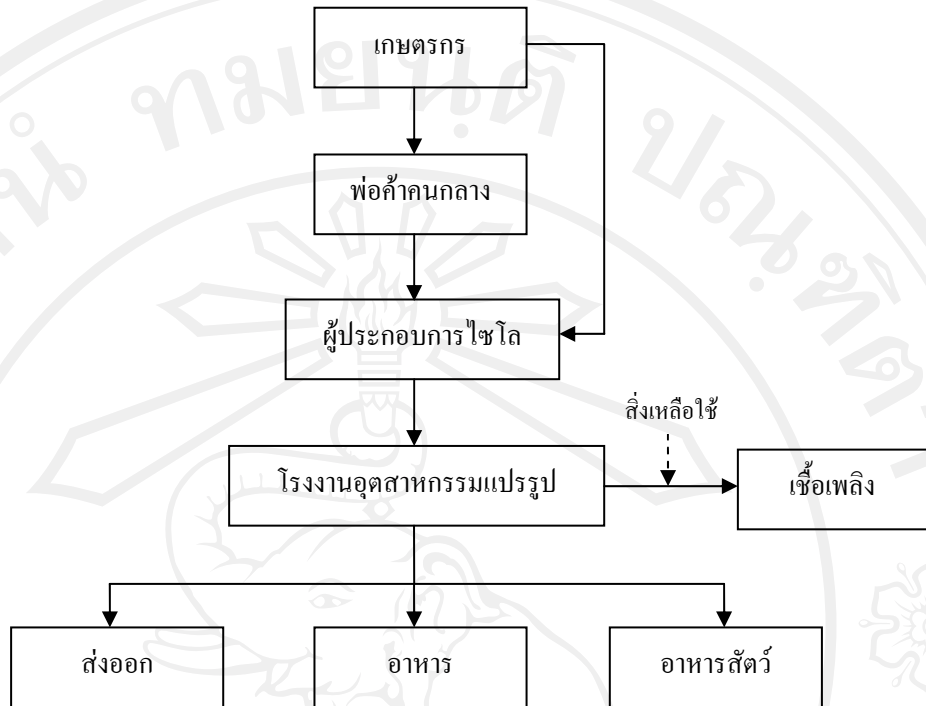 เกษตรกร
พ่อค้าคนกลาง
ผู้ประกอบการไซโล
สิ่งเหลือใช้
โรงงานอุตสาหกรรมแปรรูป
เชื้อเพลิง
ส่งออก
อาหาร
อาหารสัตว์